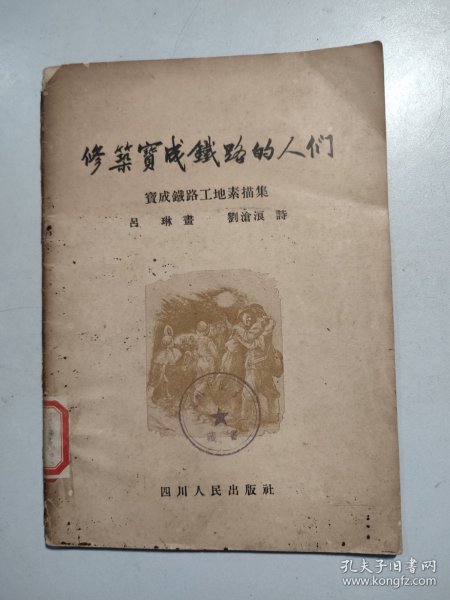 修築寶成鐵路的人們
寶成鐵路工地素描集
呂琳畫 劉滄浪詩
藏書
四川人民出版社
孔夫子旧书网
www.kongfz.com